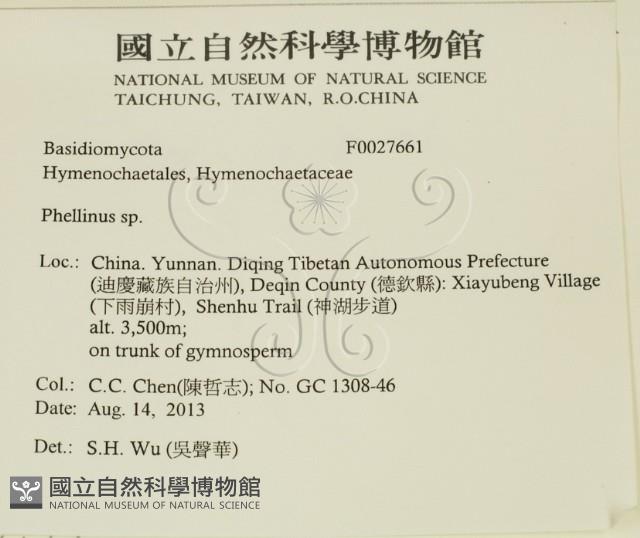 國立自然科學博物館
NATIONAL MUSEUM OF NATURAL SCIENCE
TAICHUNG, TAIWAN, R.O.CHINA
Basidiomycota F0027661
Hymenochaetales, Hymenochaetaceae
Phellinus sp.
Loc.: China. Yunnan. Diqing Tibetan Autonomous Prefecture
(迪慶藏族自治州), Deqin County (德欽縣): Xiayubeng Village
(下雨崩村), Shenhu Trail (神湖步道)
alt. 3,500m;
on trunk of gymnosperm
Col.: C.C. Chen(陳哲志); No. GC 1308-46
Date: Aug. 14, 2013
Det.: S.H. Wu (吳聲華)
國立自然科學博物館
NATIONAL MUSEUM OF NATURAL SCIENCE